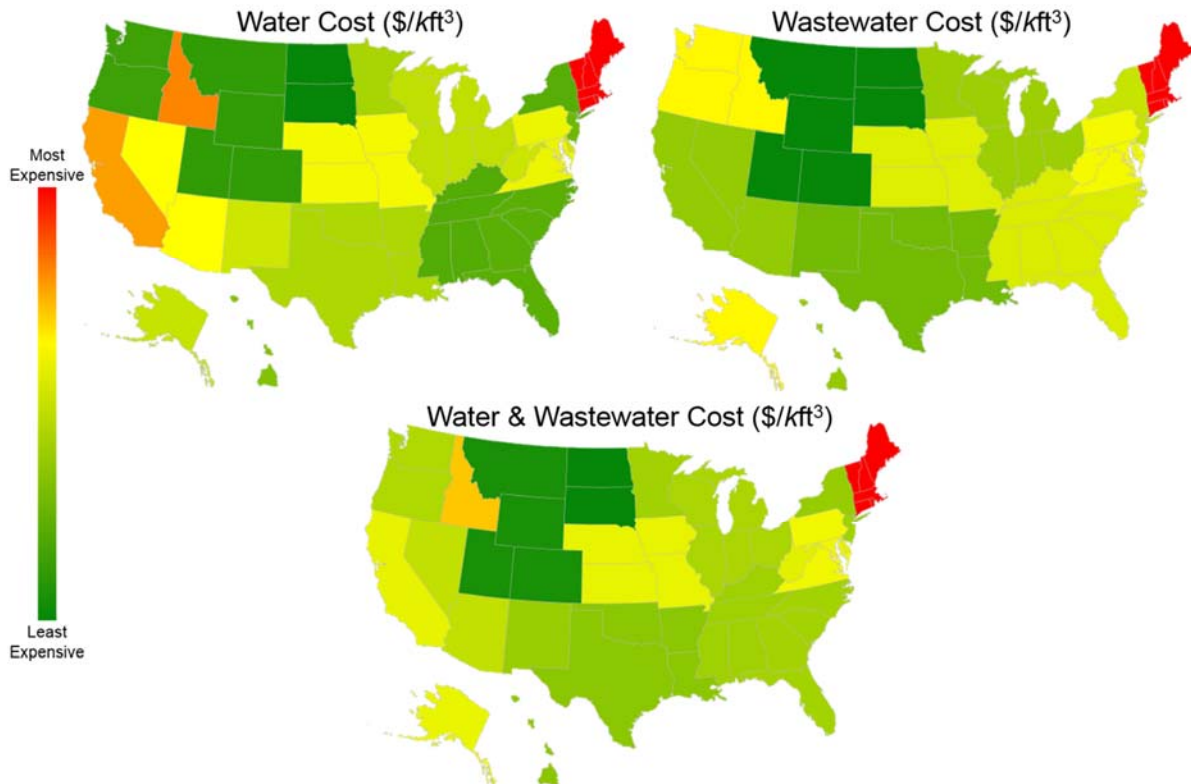 Water Cost ($/kft³)
Wastewater Cost ($/kft³)
Most
Expensive
Water & Wastewater Cost ($/kft³)
Least
Expensive